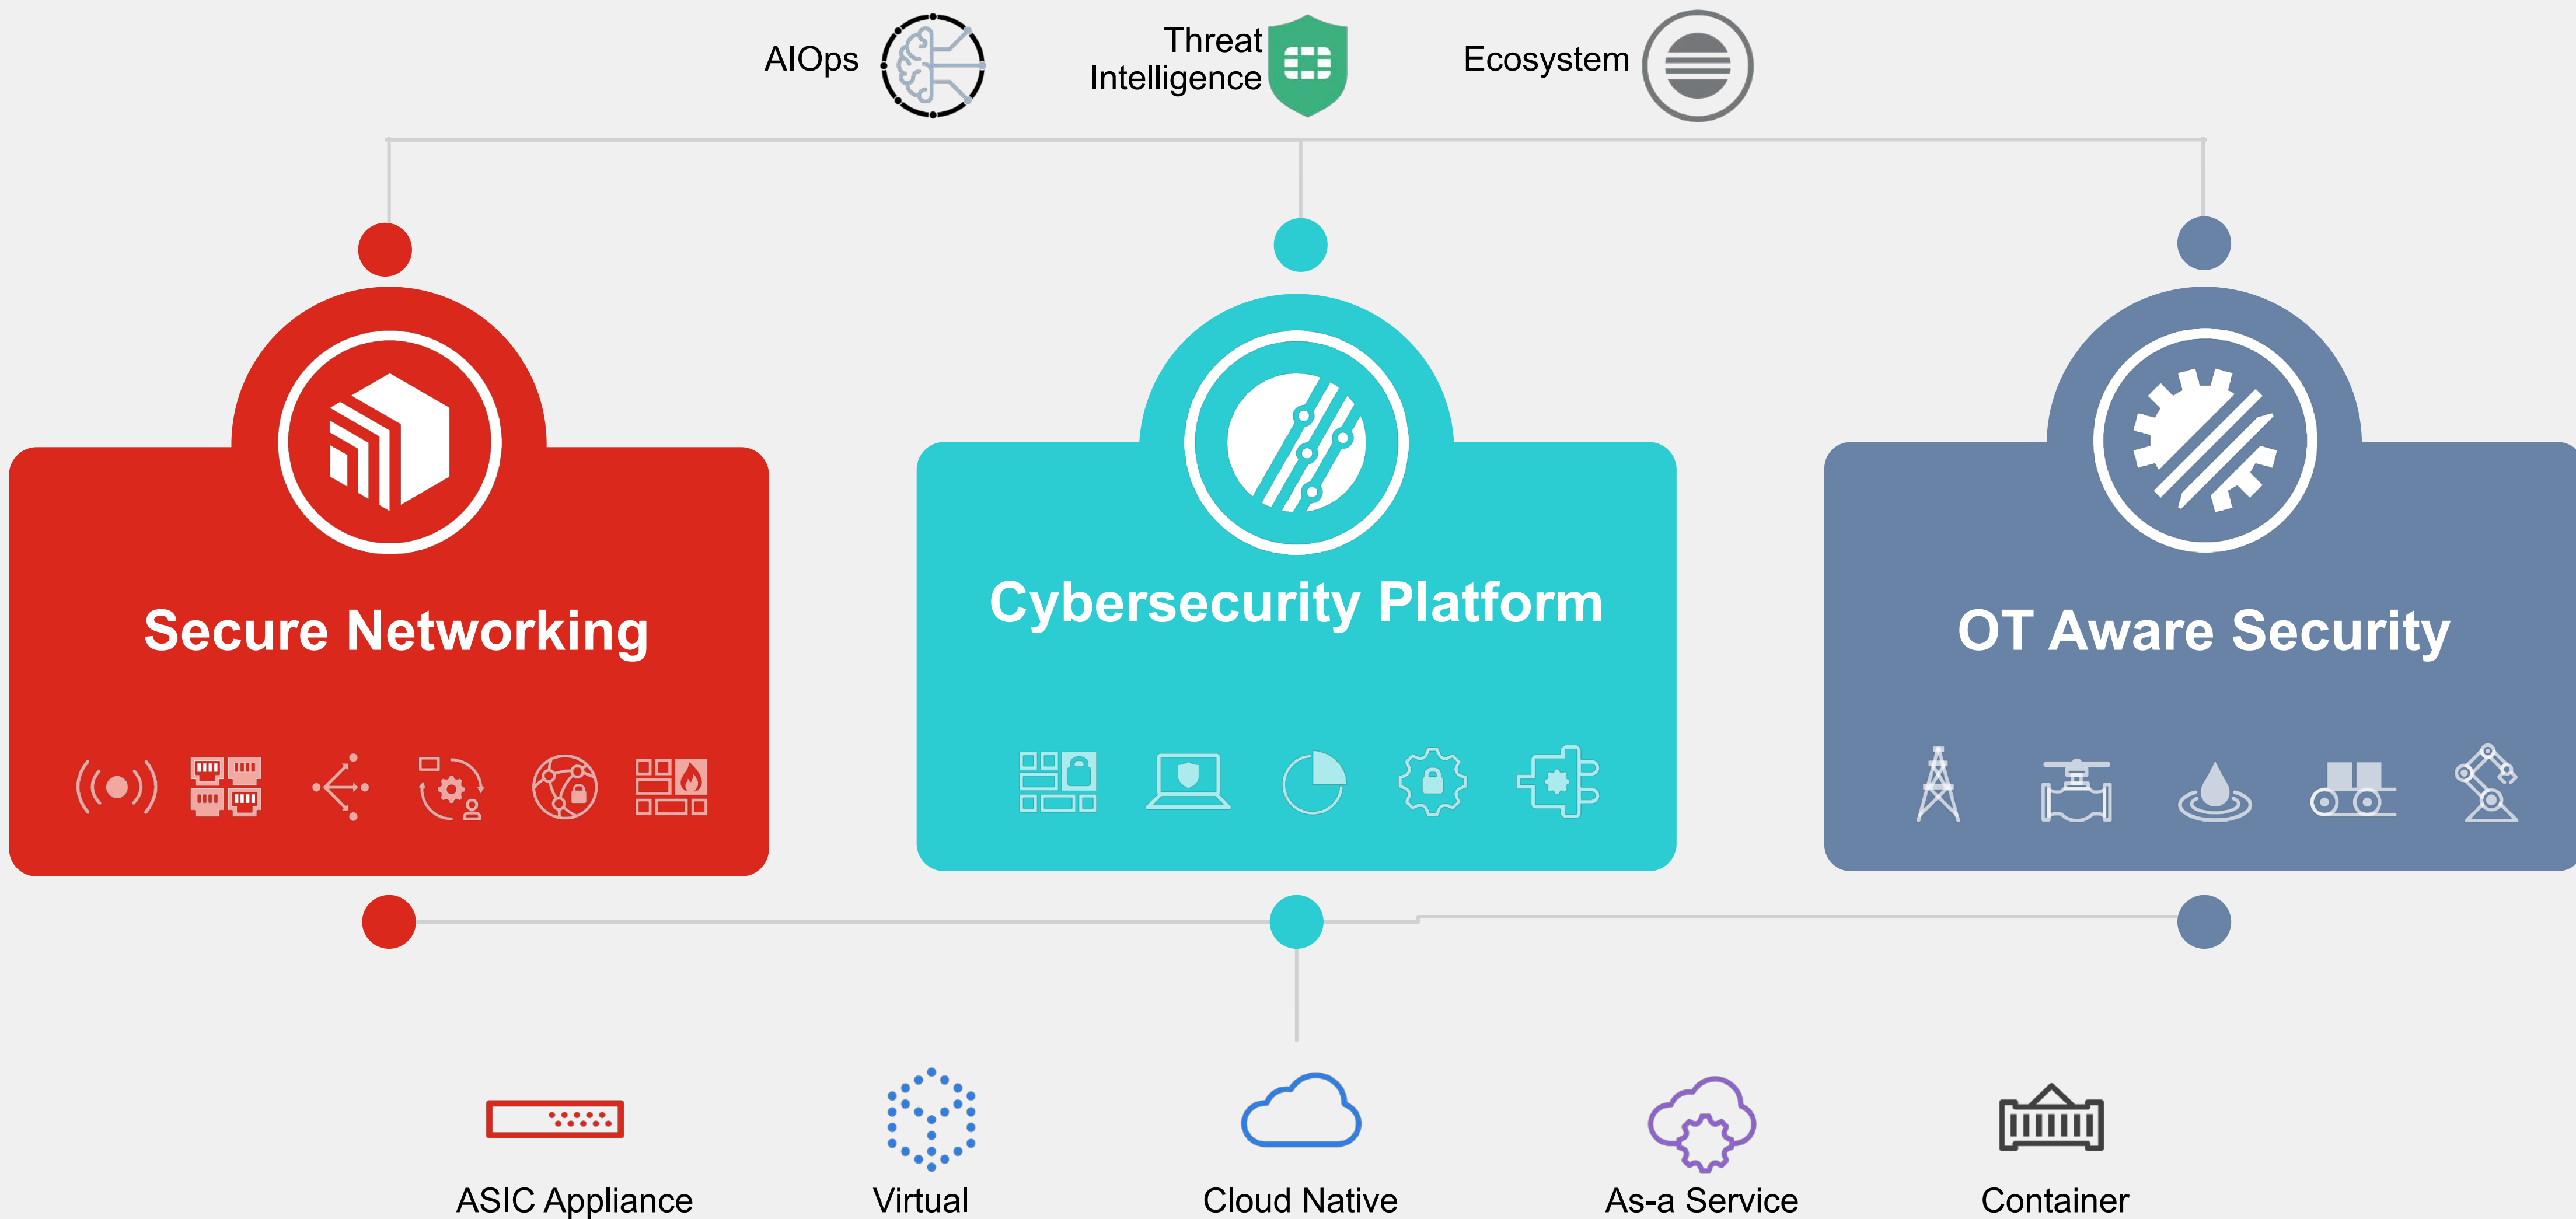 AIOps
Threat
Intelligence
Ecosystem
Secure Networking
Cybersecurity Platform
OT Aware Security
ASIC Appliance
Virtual
Cloud Native
As-a Service
Container